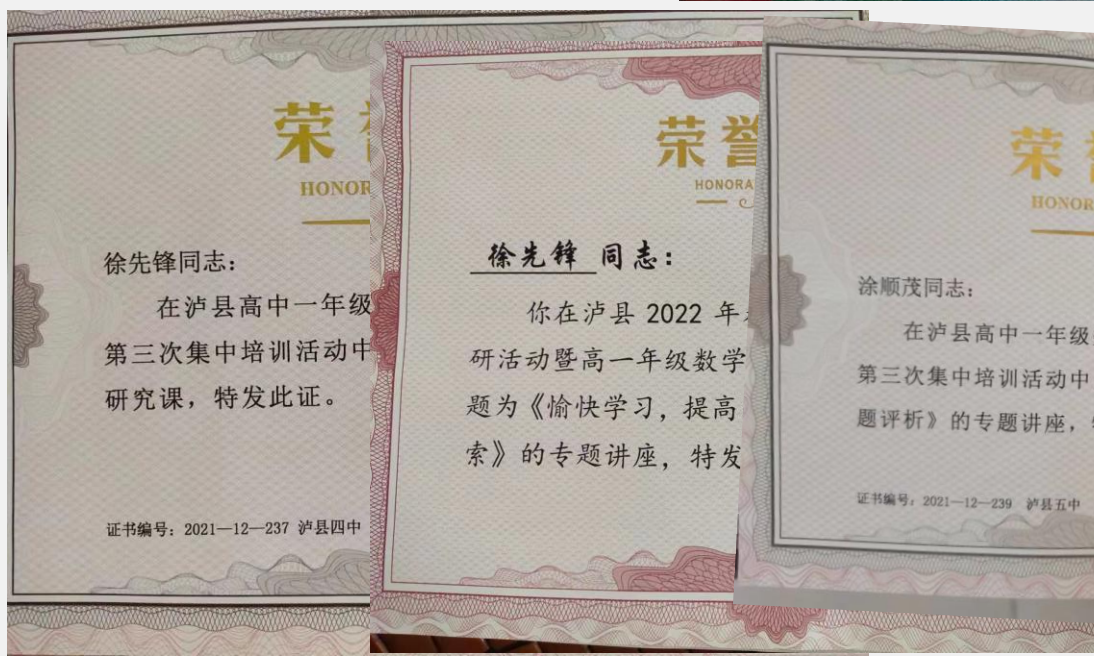 荣
HONOR
徐先锋同志：
在泸县高中一年级
第三次集中培训活动中
研究课，特发此证。
证书编号：2021—12—237 泸县四中
荣誉
HONORA
徐先锋 同志：
你在泸县 2022 年
研活动暨高一年级数学
题为《愉快学习，提高
索》的专题讲座，特发
荣
HONOR
涂顺茂同志：
在泸县高中一年级
第三次集中培训活动中
题评析》的专题讲座，
证书编号：2021—12—239 泸县五中